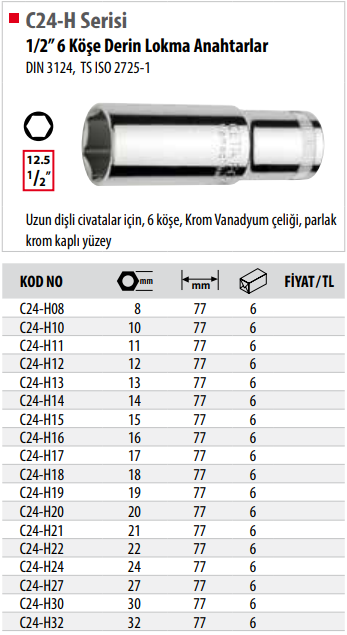 C24-H Serisi
1/2” 6 Köşe Derin Lokma Anahtarlar
DIN 3124, TS ISO 2725-1
12.5
1/2”
Uzun dişli civatalar için, 6 köşe, Krom Vanadyum çeliği, parlak
krom kaplı yüzey
KOD NO mm mm FİYAT/TL
C24-H08 8 77 6
C24-H10 10 77 6
C24-H11 11 77 6
C24-H12 12 77 6
C24-H13 13 77 6
C24-H14 14 77 6
C24-H15 15 77 6
C24-H16 16 77 6
C24-H17 17 77 6
C24-H18 18 77 6
C24-H19 19 77 6
C24-H20 20 77 6
C24-H21 21 77 6
C24-H22 22 77 6
C24-H24 24 77 6
C24-H27 27 77 6
C24-H30 30 77 6
C24-H32 32 77 6